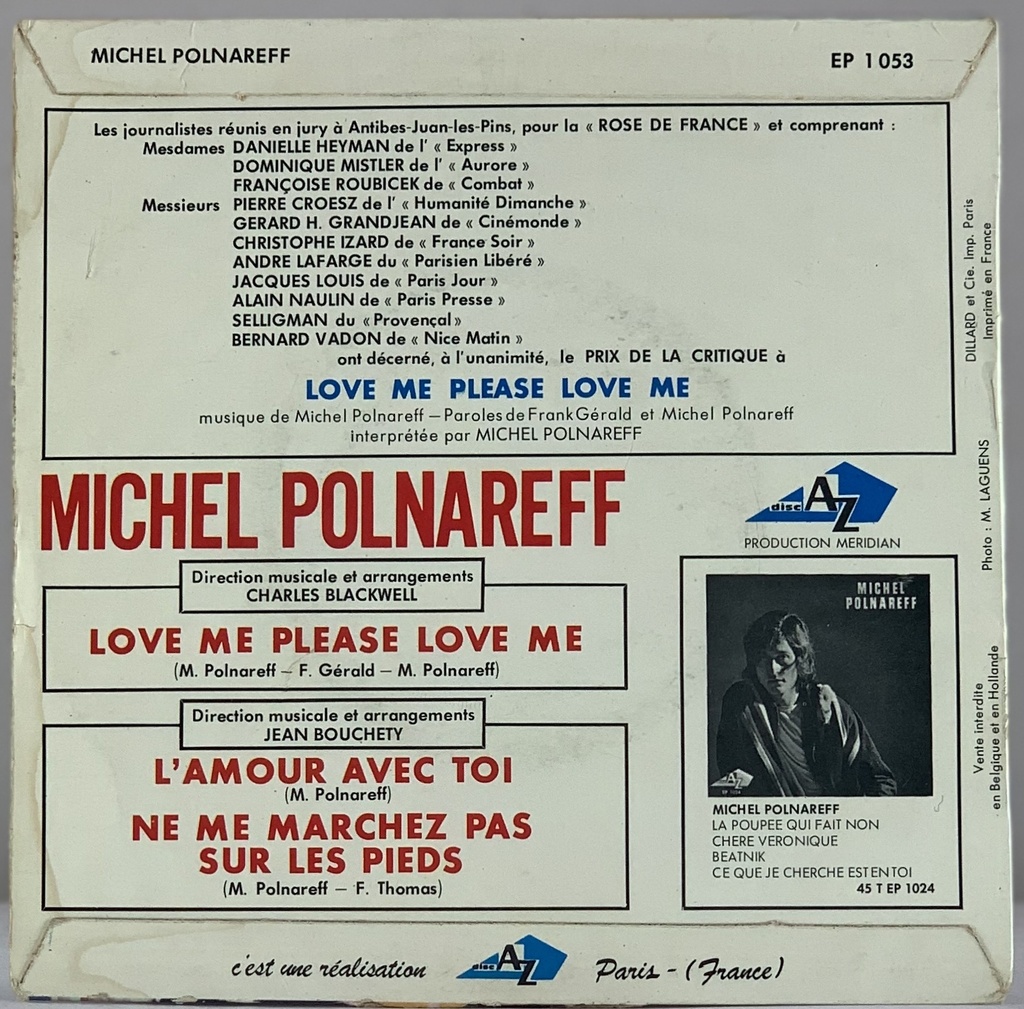 MICHEL POLNAREFF
EP 1053
Les journalistes réunis en jury à Antibes-Juan-les-Pins, pour la « ROSE DE FRANCE » et comprenant :
Mesdames DANIELLE HEYMAN de l' « Express »
DOMINIQUE MISTLER de l' « Aurore »
FRANÇOISE ROUBICEK de « Combat »
Messieurs PIERRE CROESZ de l' « Humanité Dimanche »
GERARD H. GRANDJEAN de « Cinémonde »
CHRISTOPHE IZARD de « France Soir »
ANDRE LAFARGE du « Parisien Libéré »
JACQUES LOUIS de « Paris Jour »
ALAIN NAULIN de « Paris Presse »
SELLIGMAN du « Provençal »
BERNARD VADON de « Nice Matin »
ont décerné, à l'unanimité, le PRIX DE LA CRITIQUE à
LOVE ME PLEASE LOVE ME
musique de Michel Polnareff – Paroles de Frank Gérald et Michel Polnareff
interprétée par MICHEL POLNAREFF
MICHEL POLNAREFF
Direction musicale et arrangements
CHARLES BLACKWELL
LOVE ME PLEASE LOVE ME
(M. Polnareff – F. Gérald – M. Polnareff)
Direction musicale et arrangements
JEAN BOUCHETY
L'AMOUR AVEC TOI
(M. Polnareff)
NE ME MARCHEZ PAS
SUR LES PIEDS
(M. Polnareff – F. Thomas)
disc AZ
PRODUCTION MERIDIAN
MICHEL
POLNAREFF
AZ
EP 1024
MICHEL POLNAREFF
LA POUPEE QUI FAIT NON
CHERE VERONIQUE
BEATNIK
CE QUE JE CHERCHE EST EN TOI
45 T EP 1024
DILLARD et Cie. Imp. Paris
Imprimé en France
Photo : M. LAGUENS
Vente interdite
en Belgique et en Hollande
c'est une réalisation disc AZ Paris - (France)